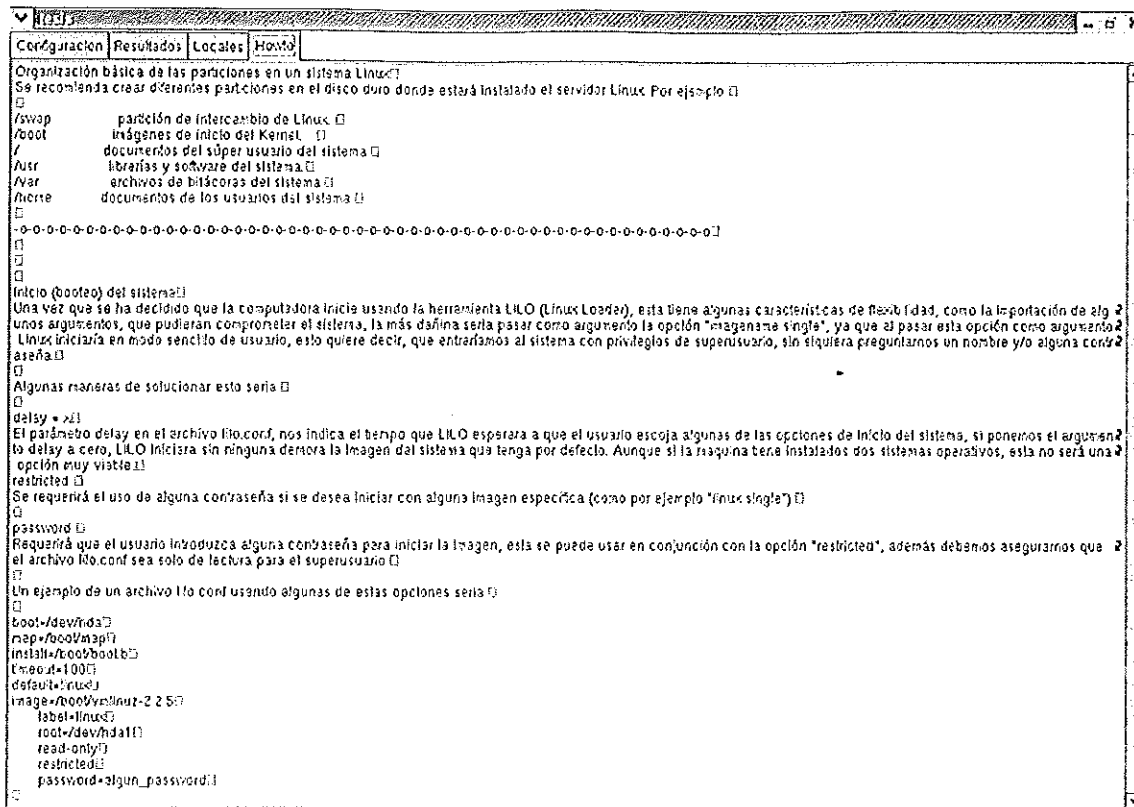 Configuración Resultados Locales Howto
Organización básica de las particiones en un sistema Linux
Se recomienda crear diferentes particiones en el disco duro donde estará instalado el servidor Linux Por ejemplo
/swap partición de intercambio de Linux.
/boot imágenes de inicio del Kernel.
/ documentos del súper usuario del sistema
/usr librerías y software del sistema.
/var archivos de bitácoras del sistema
/home documentos de los usuarios del sistema
-o-o-o-o-o-o-o-o-o-o-o-o-o-o-o-o-o-o-o-o-o-o-o-o-o-o-o-o-o-o-o-o-o-o-o-o-o-o-o-o-o-o-o-o-o-o-o-o-o-o-o-o
Inicio (booteo) del sistema
Una vez que se ha decidido que la computadora inicie usando la herramienta LILO (Linux Loader), esta tiene algunas características de flexibilidad, como la importación de alg
unos argumentos, que pudieran comprometer el sistema, la más dañina seria pasar como argumento la opción "imagename single", ya que al pasar esta opción como argumento
Linux iniciaría en modo sencillo de usuario, esto quiere decir, que entraríamos al sistema con privilegios de superusuario, sin siquiera preguntarnos un nombre y/o alguna contr
aseña.
Algunas maneras de solucionar esto seria
delay =
El parámetro delay en el archivo lilo.conf, nos indica el tiempo que LILO esperara a que el usuario escoja algunas de las opciones de inicio del sistema, si ponemos el argumen
to delay a cero, LILO iniciara sin ninguna demora la imagen del sistema que tenga por defecto. Aunque si la maquina tiene instalados dos sistemas operativos, esta no será una
opción muy viable
restricted
Se requerirá el uso de alguna contraseña si se desea iniciar con alguna imagen especifica (como por ejemplo "linux single")
password
Requerirá que el usuario introduzca alguna contraseña para iniciar la imagen, esta se puede usar en conjunción con la opción "restricted", además debemos asegurarnos que
el archivo lilo.conf sea solo de lectura para el superusuario
Un ejemplo de un archivo lilo conf usando algunas de estas opciones seria
boot=/dev/hda
map=/boot/map
install=/boot/boot.b
timeout=100
default=linux
image=/boot/vmlinuz-2 2 5
label=linux
root=/dev/hda1
read-only
restricted
password=algun_password